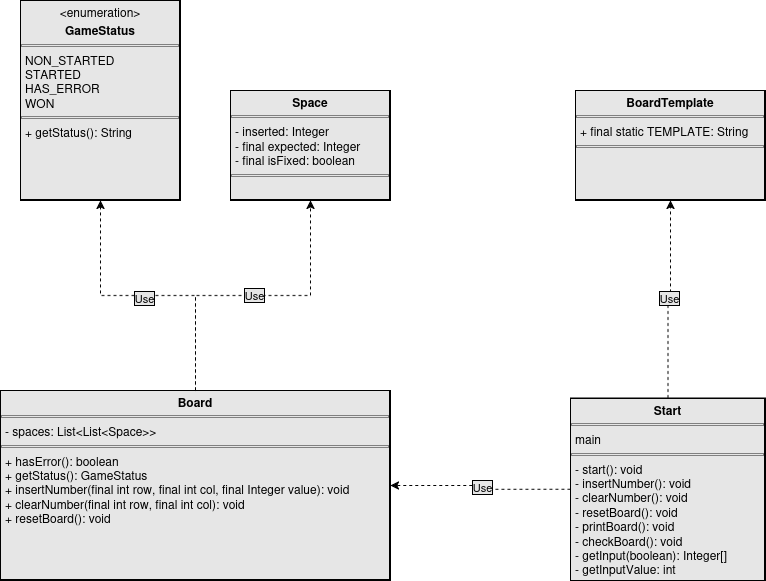 <enumeration>
GameStatus
NON_STARTED
STARTED
HAS_ERROR
WON
+ getStatus(): String
Space
- inserted: Integer
- final expected: Integer
- final isFixed: boolean
BoardTemplate
+ final static TEMPLATE: String
Use
Use
Use
Board
- spaces: List<List<Space>>
+ hasError(): boolean
+ getStatus(): GameStatus
+ insertNumber(final int row, final int col, final Integer value): void
+ clearNumber(final int row, final int col): void
+ resetBoard(): void
Use
Start
main
- start(): void
- insertNumber(): void
- clearNumber(): void
- resetBoard(): void
- printBoard(): void
- checkBoard(): void
- getInput(boolean): Integer[]
- getInputValue: int